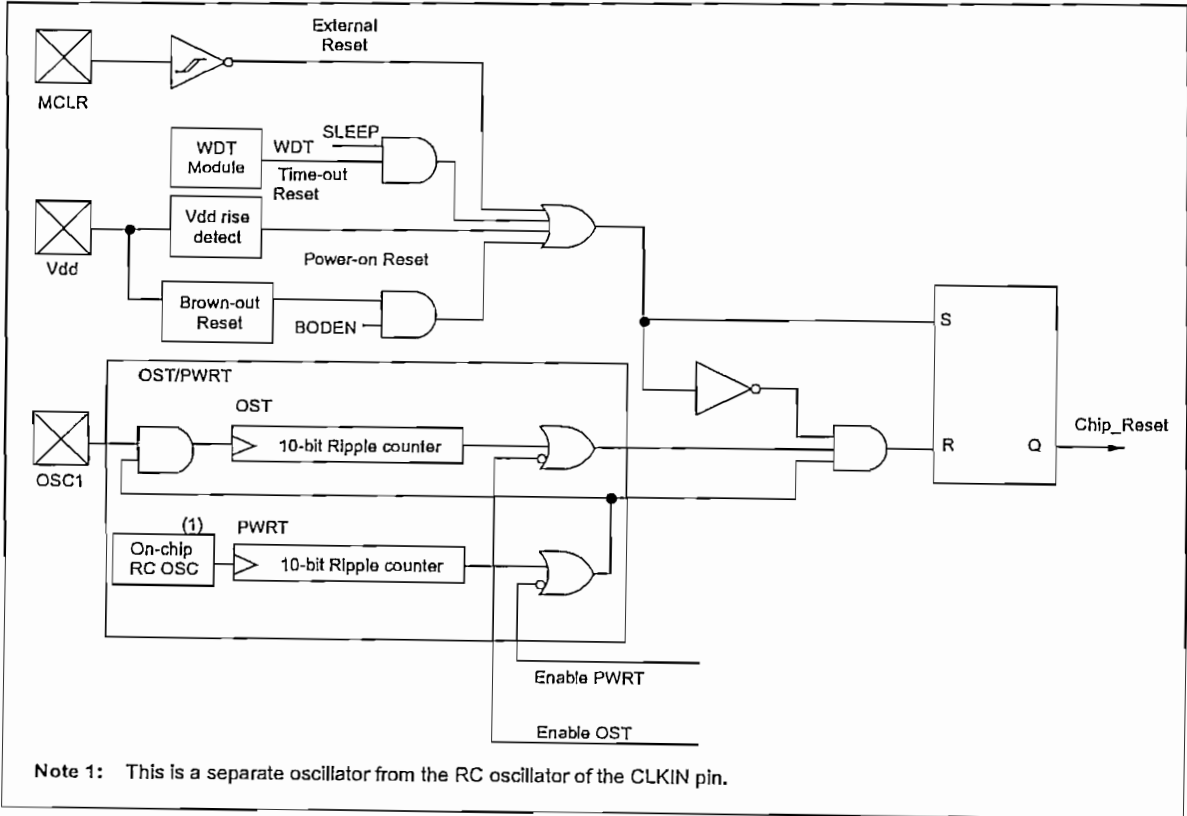 External
Reset
MCLR
WDT
Module
WDT
SLEEP
Time-out
Reset
Vdd
Vdd rise
detect
Power-on Reset
Brown-out
Reset
BODEN
S
OST/PWRT
OST
10-bit Ripple counter
OSC1
R
Q
Chip_Reset
(1)
PWRT
On-chip
RC OSC
10-bit Ripple counter
Enable PWRT
Enable OST
Note 1: This is a separate oscillator from the RC oscillator of the CLKIN pin.